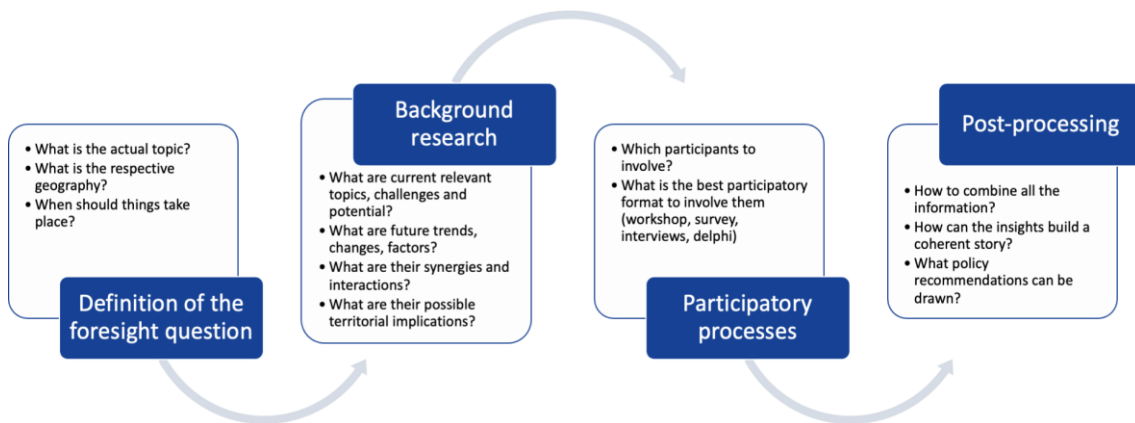 • What is the actual topic?
• What is the respective
geography?
• When should things take
place?
Definition of the
foresight question
Background
research
• What are current relevant
topics, challenges and
potential?
• What are future trends,
changes, factors?
• What are their synergies and
interactions?
• What are their possible
territorial implications?
• Which participants to
involve?
• What is the best participatory
format to involve them
(workshop, survey,
interviews, delphi)
Participatory
processes
Post-processing
• How to combine all the
information?
• How can the insights build a
coherent story?
• What policy
recommendations can be
drawn?